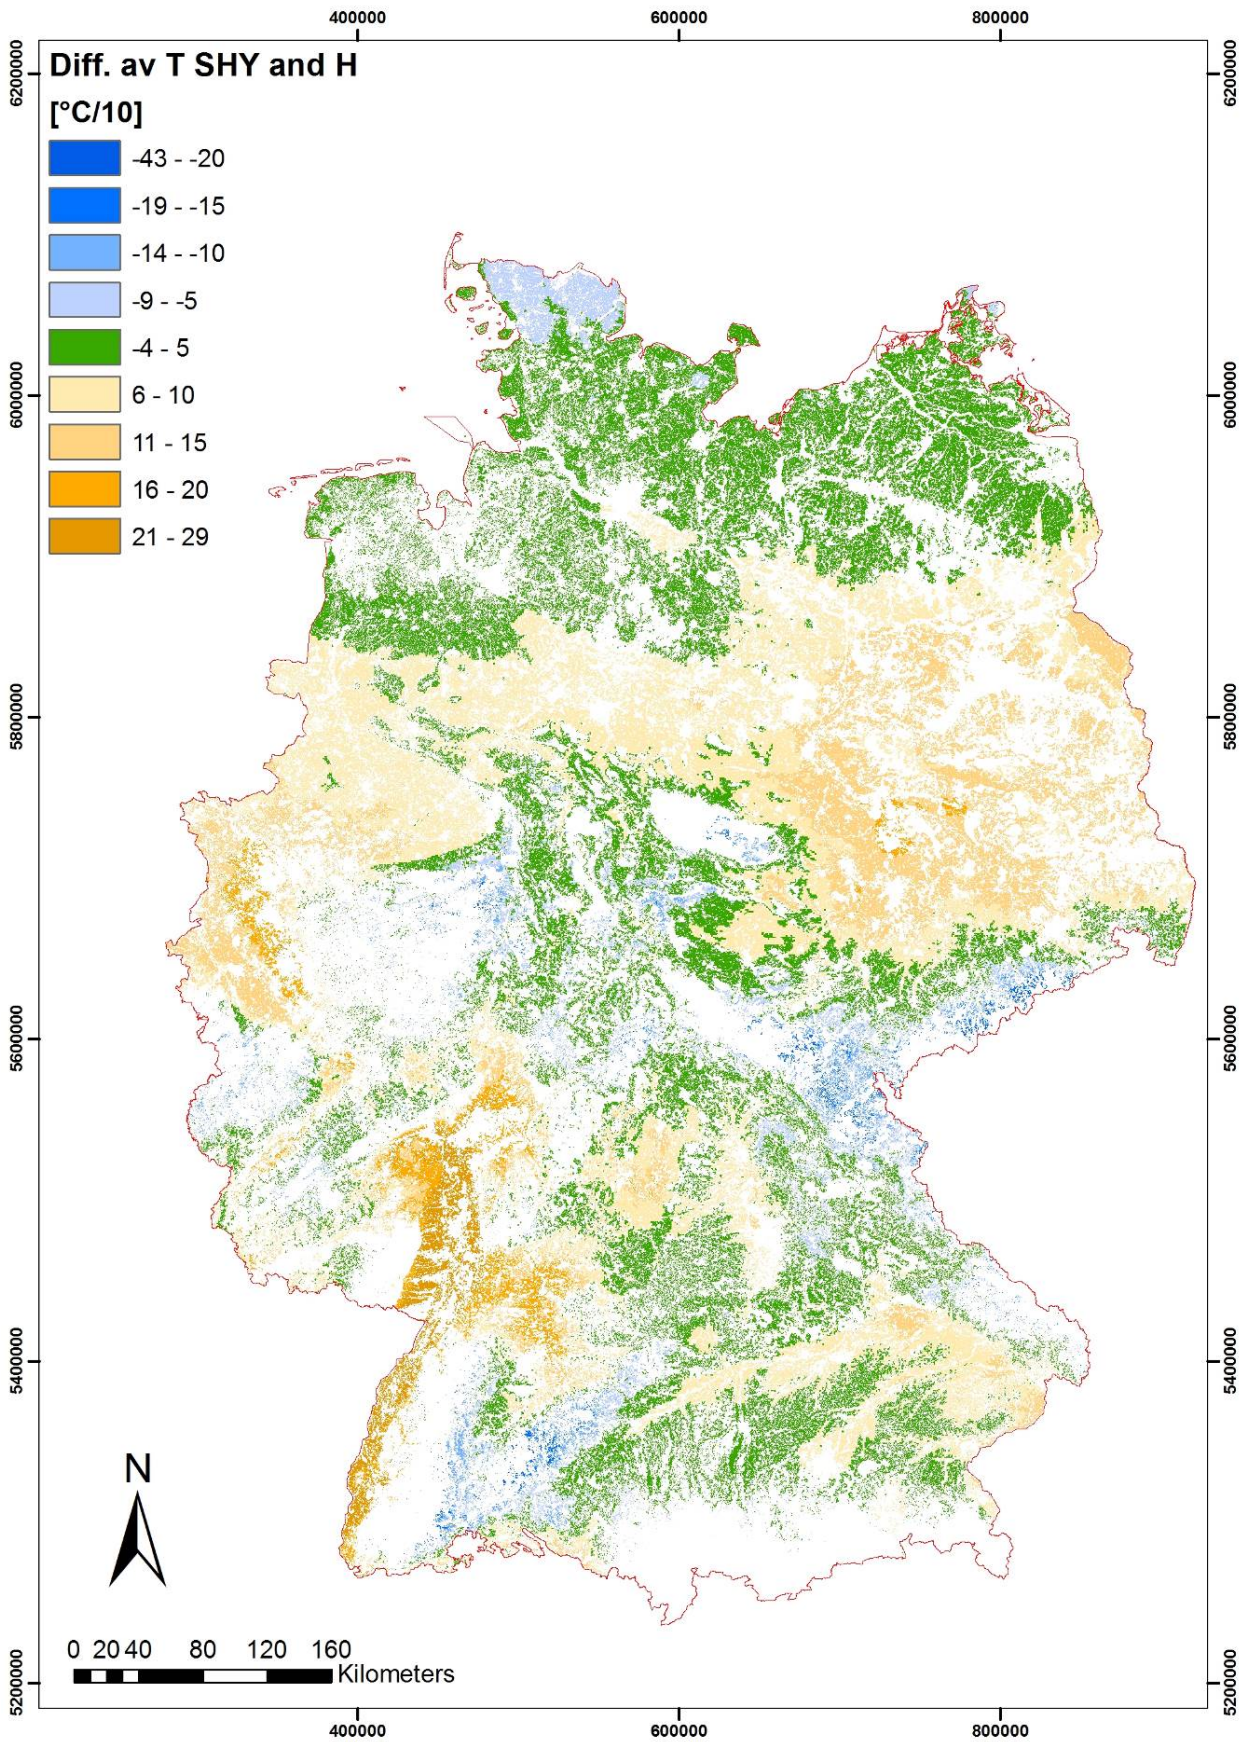 400000 600000 800000
Diff. av T SHY and H
[°C/10]
-43 - -20
-19 - -15
-14 - -10
-9 - -5
-4 - 5
6 - 10
11 - 15
16 - 20
21 - 29
6200000 6200000
6000000 6000000
5800000 5800000
5600000 5600000
5400000 5400000
N
0 20 40 80 120 160
Kilometers
5200000 5200000
400000 600000 800000